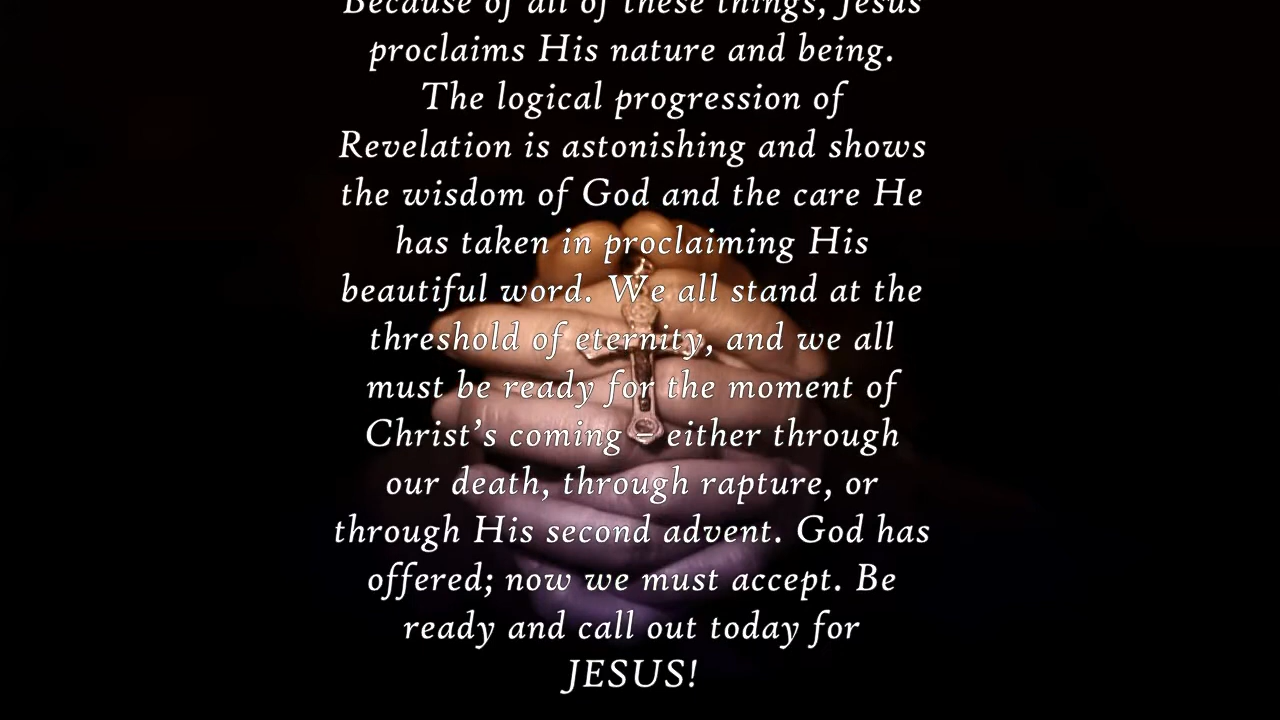 Because of all of these things, Jesus
proclaims His nature and being.
The logical progression of
Revelation is astonishing and shows
the wisdom of God and the care He
has taken in proclaiming His
beautiful word. We all stand at the
threshold of eternity, and we all
must be ready for the moment of
Christ’s coming – either through
our death, through rapture, or
through His second advent. God has
offered; now we must accept. Be
ready and call out today for
JESUS!